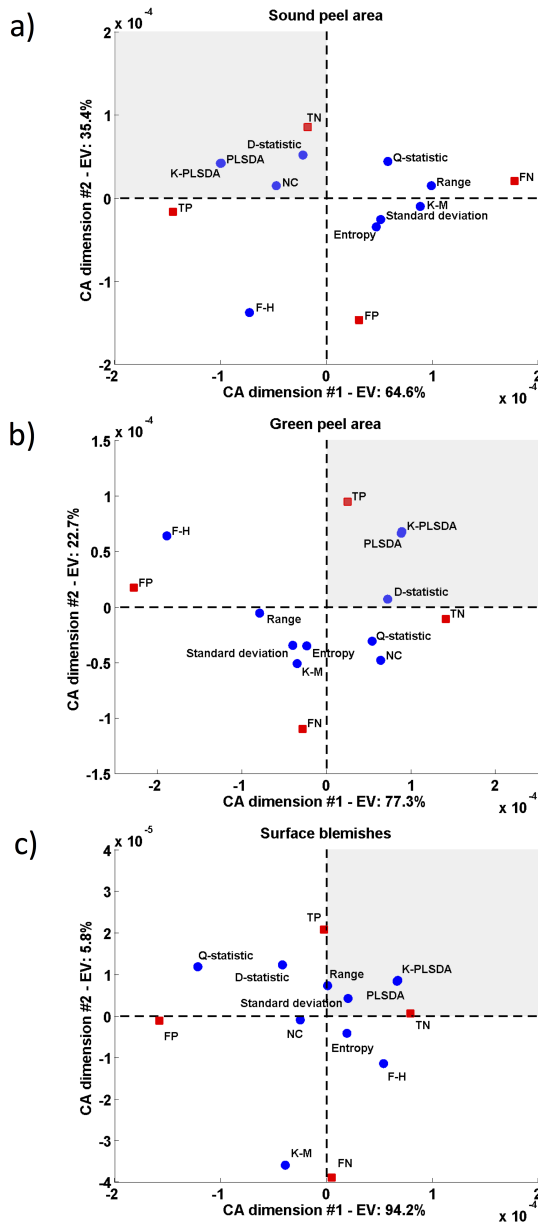 a)
Sound peel area
x 10⁻⁴
2
TN
D-statistic
PLSDA
Q-statistic
K-PLSDA
NC
Range
FN
1
0
TP
K-M
Standard deviation
Entropy
F-H
FP
-1
-2
CA dimension #2 - EV: 35.4%
-2 -1 0 1 2
CA dimension #1 - EV: 64.6%
x 10⁻⁴
b)
Green peel area
x 10⁻⁴
1.5
TP
1
F-H
K-PLSDA
PLSDA
0.5
FP
D-statistic
0
Range
TN
Q-statistic
Standard deviation
Entropy
NC
-0.5
K-M
FN
-1
-1.5
CA dimension #2 - EV: 22.7%
-2 -1 0 1 2
CA dimension #1 - EV: 77.3%
x 10⁻⁴
c)
Surface blemishes
x 10⁻⁵
4
3
TP
2
Q-statistic
D-statistic
Range
K-PLSDA
1
Standard deviation
PLSDA
0
FP
NC
TN
Entropy
-1
F-H
-2
-3
K-M
FN
-4
CA dimension #2 - EV: 5.8%
-2 -1 0 1 2
CA dimension #1 - EV: 94.2%
x 10⁻⁴